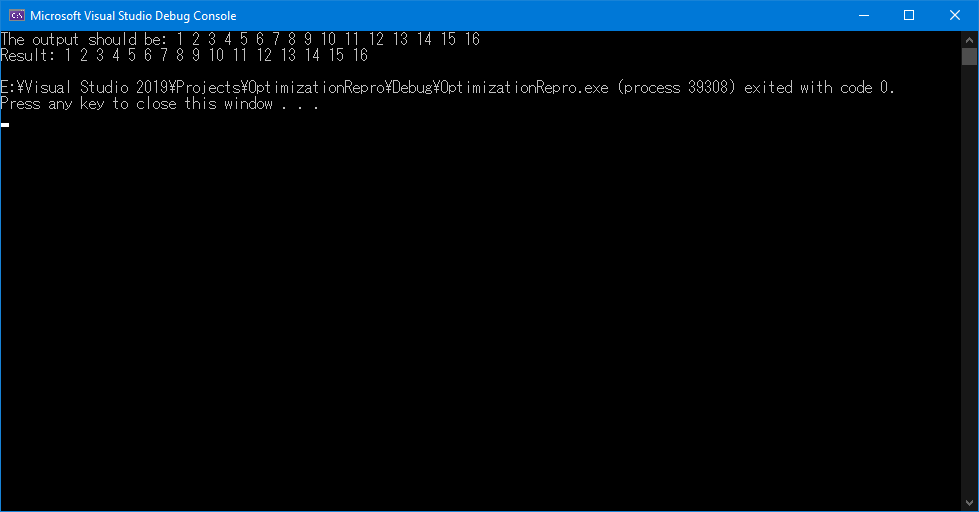 Microsoft Visual Studio Debug Console
The output should be: 1 2 3 4 5 6 7 8 9 10 11 12 13 14 15 16
Result: 1 2 3 4 5 6 7 8 9 10 11 12 13 14 15 16
E:¥Visual Studio 2019¥Projects¥OptimizationRepro¥Debug¥OptimizationRepro.exe (process 39308) exited with code 0.
Press any key to close this window . . .